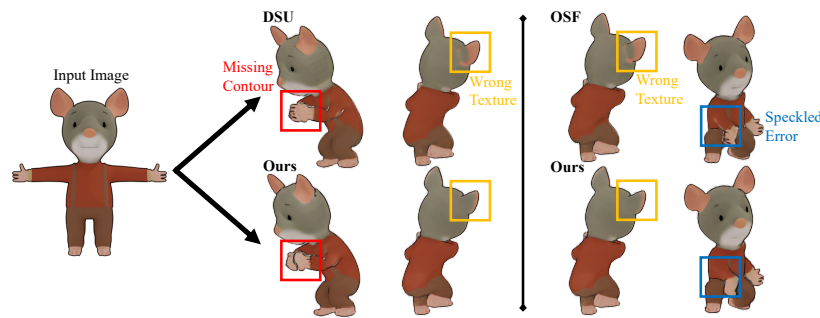 DSU
OSF
Input Image
Missing
Contour
Wrong
Texture
Wrong
Texture
Speckled
Error
Ours
Ours